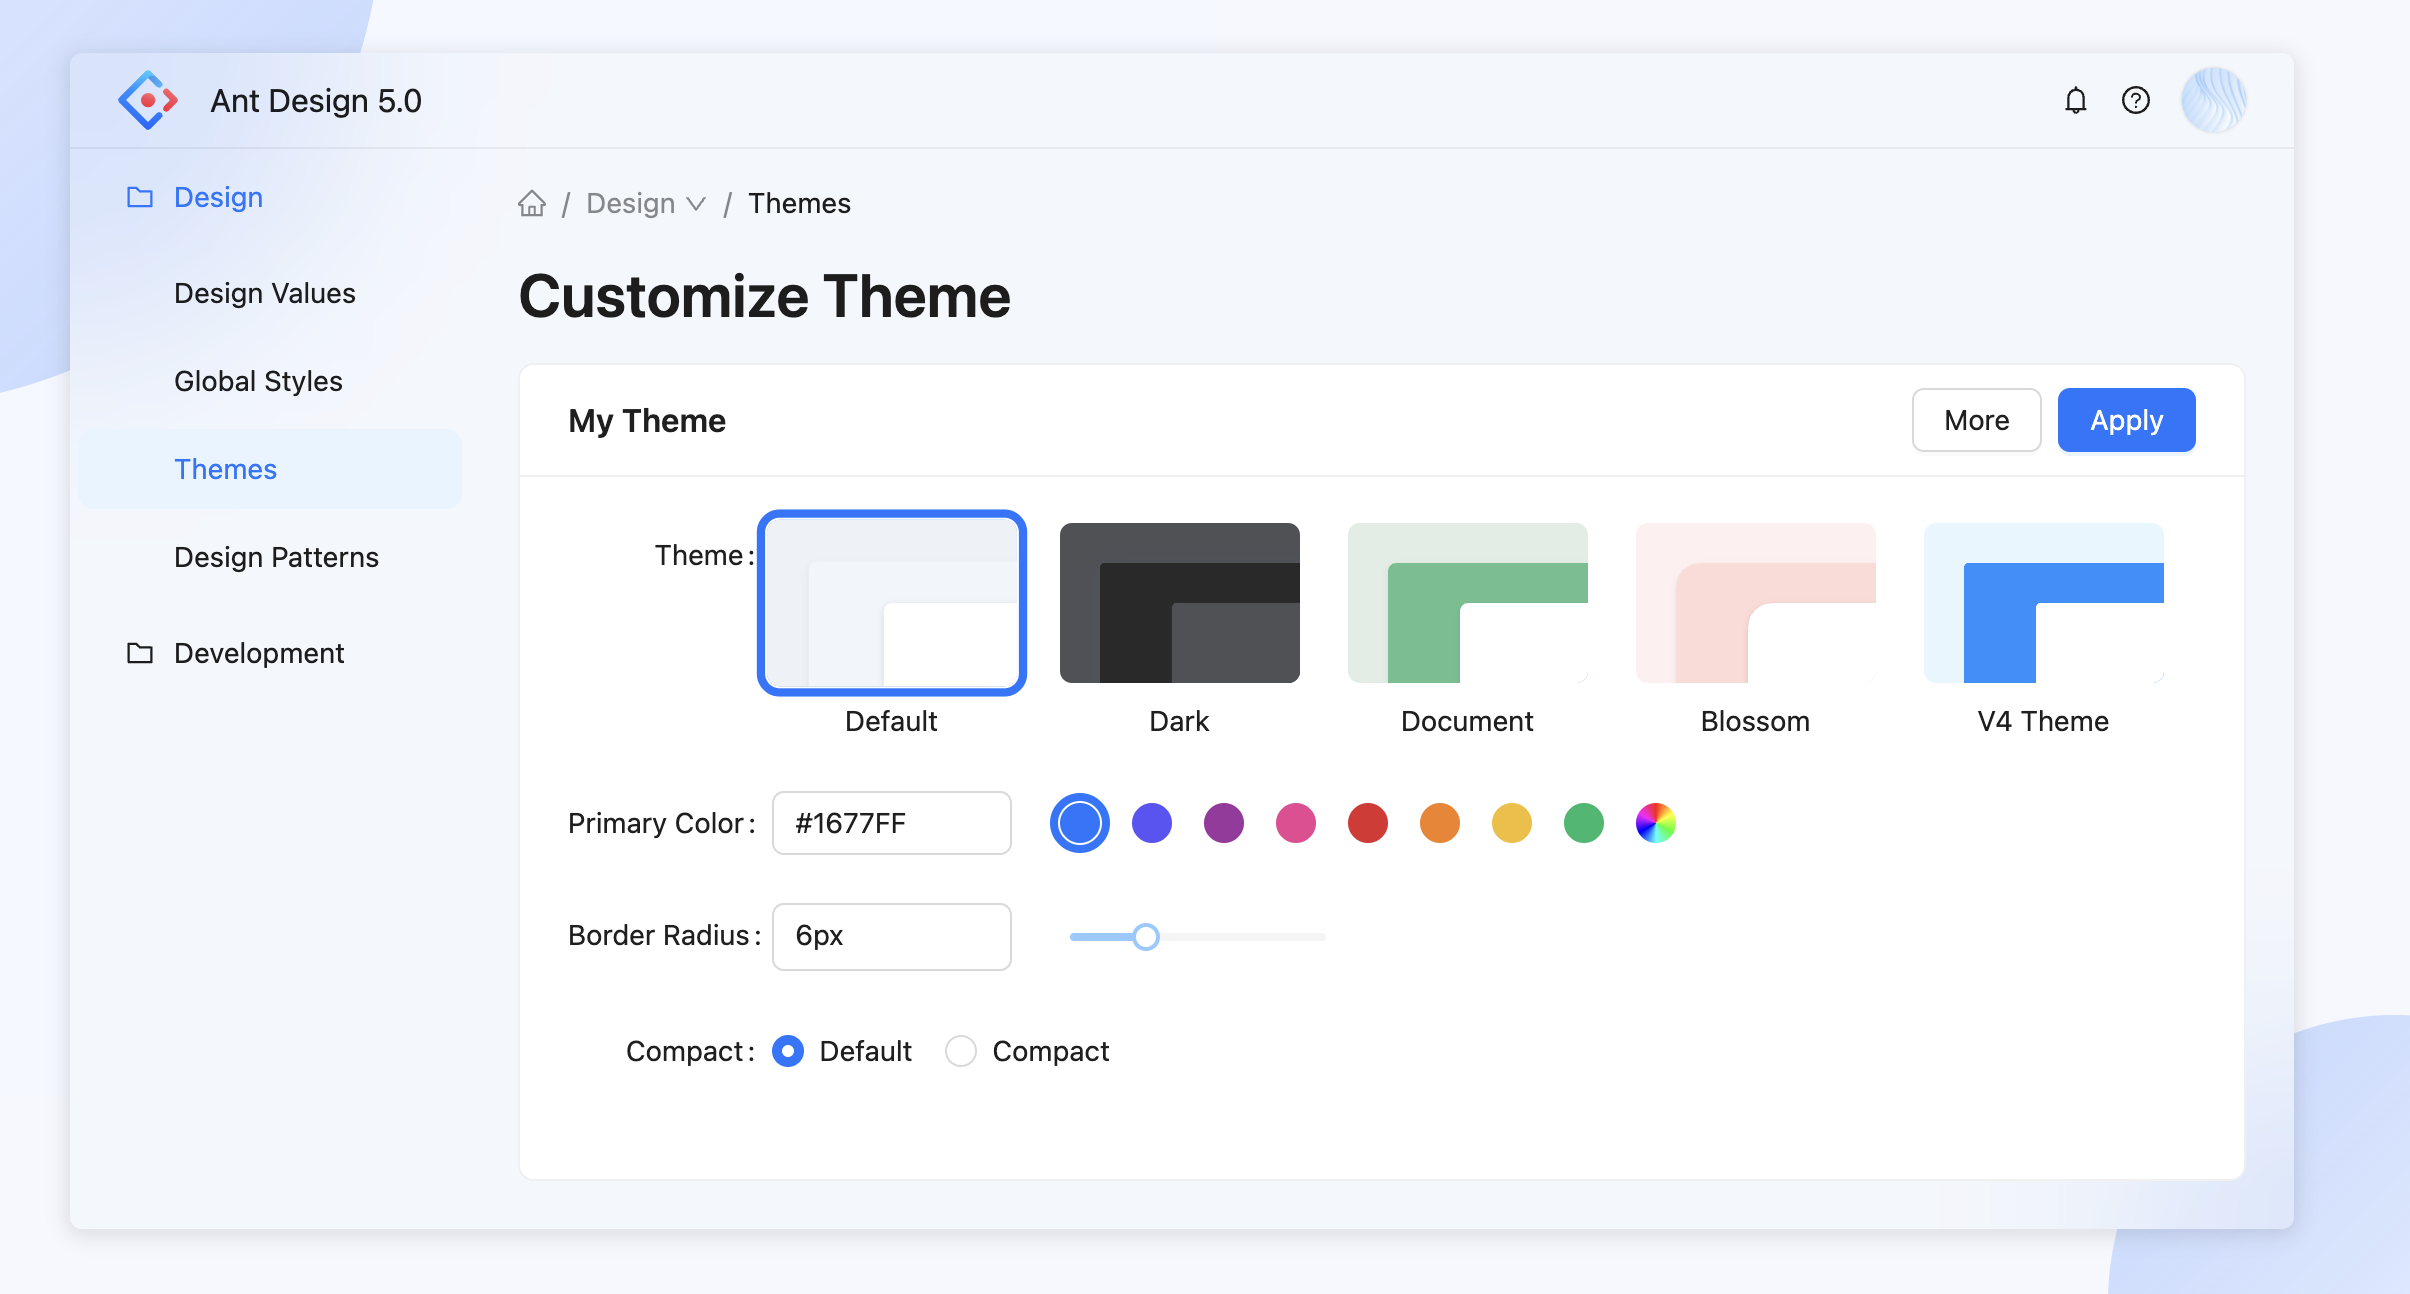 Ant Design 5.0
Design
Design Values
Global Styles
Themes
Design Patterns
Development
/ Design / Themes
Customize Theme
My Theme
More
Apply
Theme:
Default
Dark
Document
Blossom
V4 Theme
Primary Color:
#1677FF
Border Radius:
6px
Compact:
Default
Compact